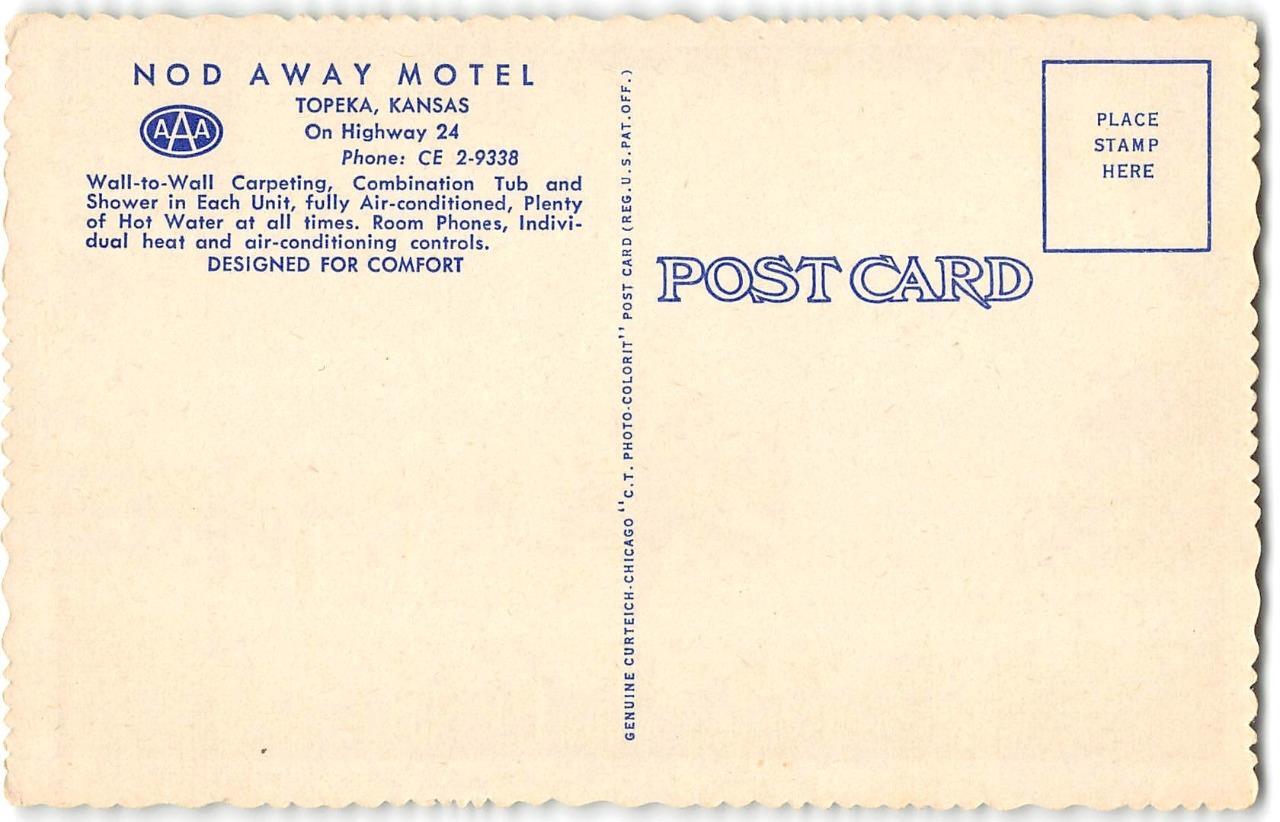 NOD AWAY MOTEL
TOPEKA, KANSAS
AAA
On Highway 24
Phone: CE 2-9338
Wall-to-Wall Carpeting, Combination Tub and
Shower in Each Unit, fully Air-conditioned, Plenty
of Hot Water at all times. Room Phones, Indivi-
dual heat and air-conditioning controls.
DESIGNED FOR COMFORT
GENUINE CURTEICH-CHICAGO "C.T. PHOTO-COLORIT" POST CARD (REG. U.S. PAT. OFF.)
POST CARD
PLACE
STAMP
HERE